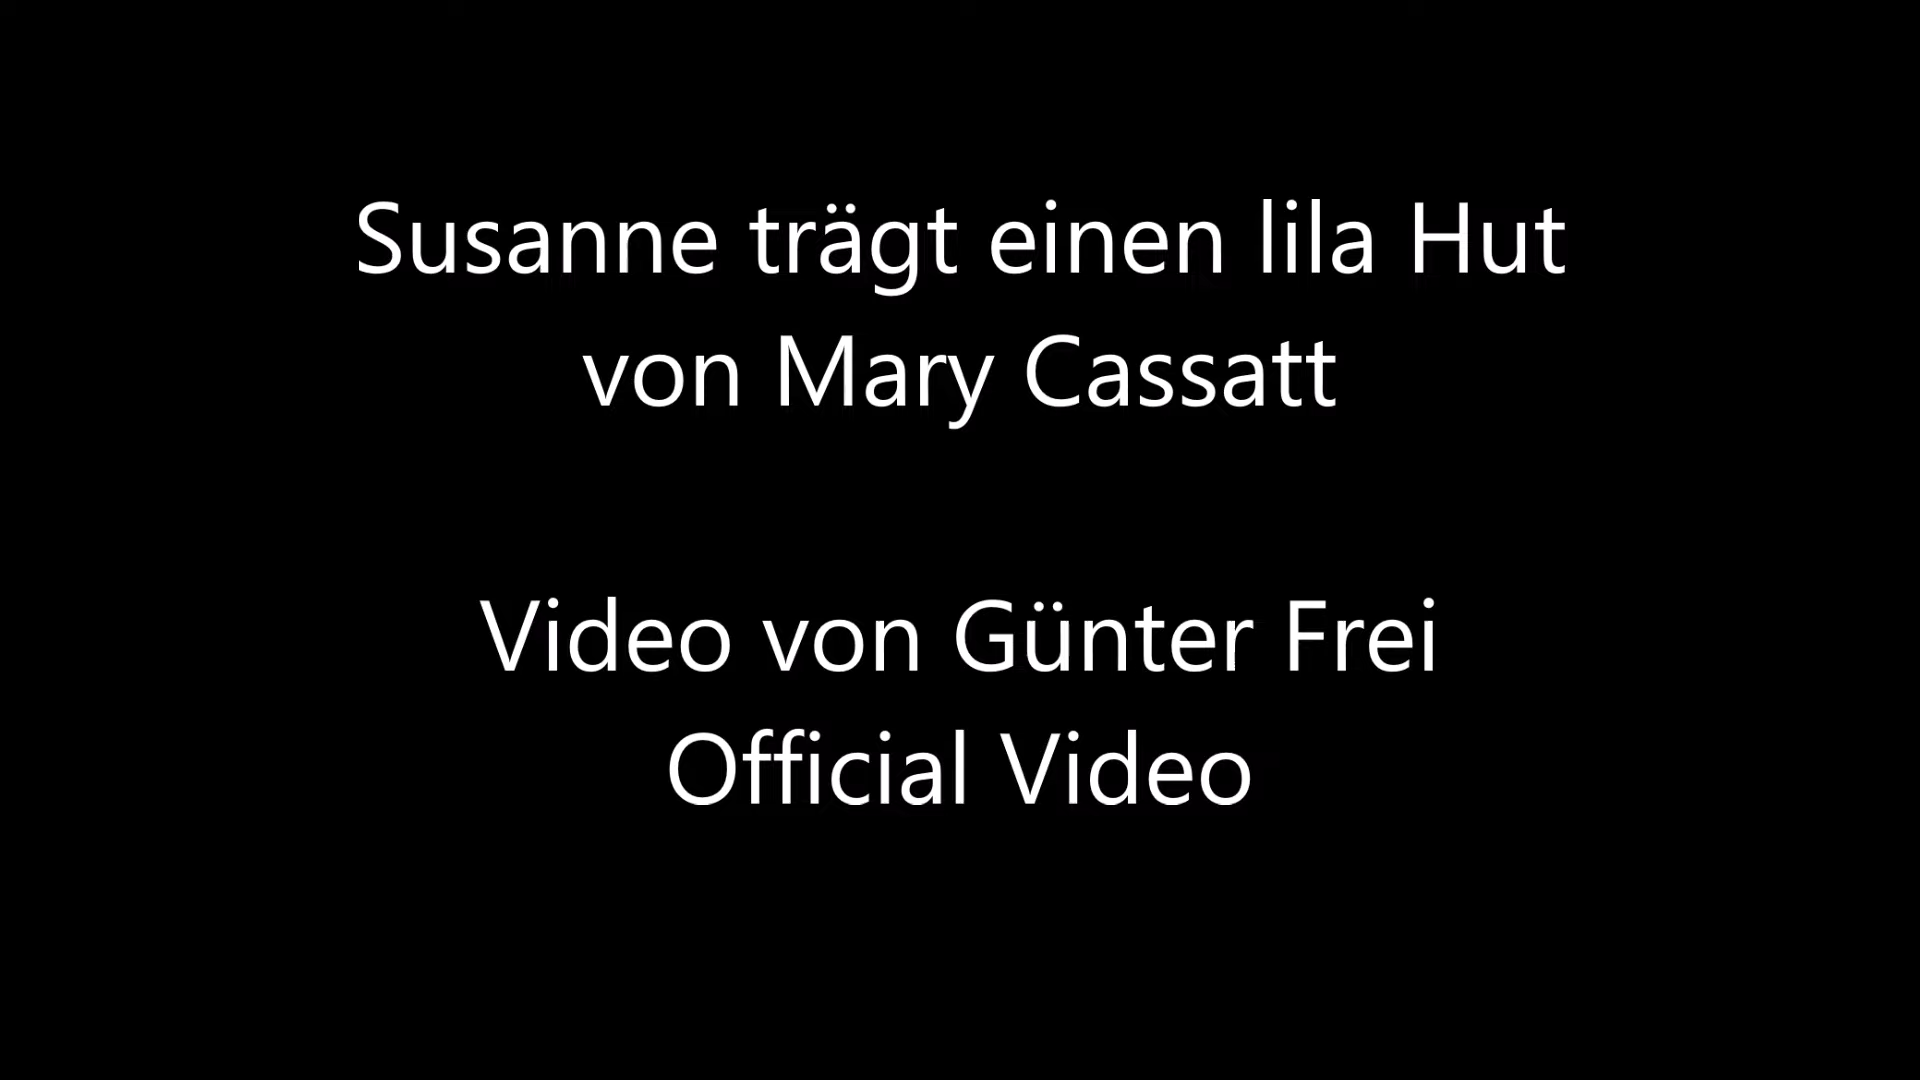 Susanne trägt einen lila Hut
von Mary Cassatt
Video von Günter Frei
Official Video